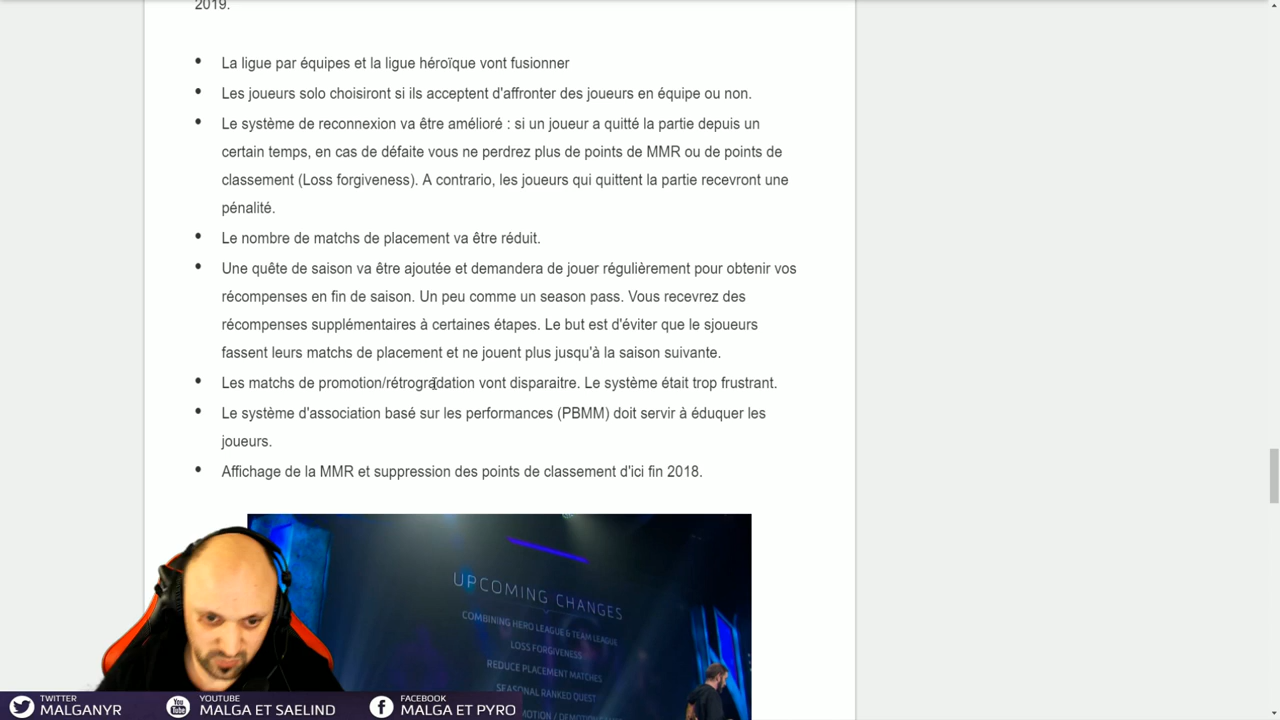 2019.
La ligue par équipes et la ligue héroïque vont fusionner
Les joueurs solo choisiront si ils acceptent d'affronter des joueurs en équipe ou non.
Le système de reconnexion va être amélioré : si un joueur a quitté la partie depuis un
certain temps, en cas de défaite vous ne perdrez plus de points de MMR ou de points de
classement (Loss forgiveness). A contrario, les joueurs qui quittent la partie recevront une
pénalité.
Le nombre de matchs de placement va être réduit.
Une quête de saison va être ajoutée et demandera de jouer régulièrement pour obtenir vos
récompenses en fin de saison. Un peu comme un season pass. Vous recevrez des
récompenses supplémentaires à certaines étapes. Le but est d'éviter que le sjoueurs
fassent leurs matchs de placement et ne jouent plus jusqu'à la saison suivante.
Les matchs de promotion/rétrogradation vont disparaitre. Le système était trop frustrant.
Le système d'association basé sur les performances (PBMM) doit servir à éduquer les
joueurs.
Affichage de la MMR et suppression des points de classement d'ici fin 2018.
UPCOMING CHANGES
COMBINING HERO LEAGUE & TEAM LEAGUE
LOSS FORGIVENESS
REDUCE PLACEMENT MATCHES
SEASONAL RANKED QUEST
TWITTER
MALGANYR
You
Tube
YOUTUBE
MALGA ET SAELIND
FACEBOOK
MALGA ET PYRO